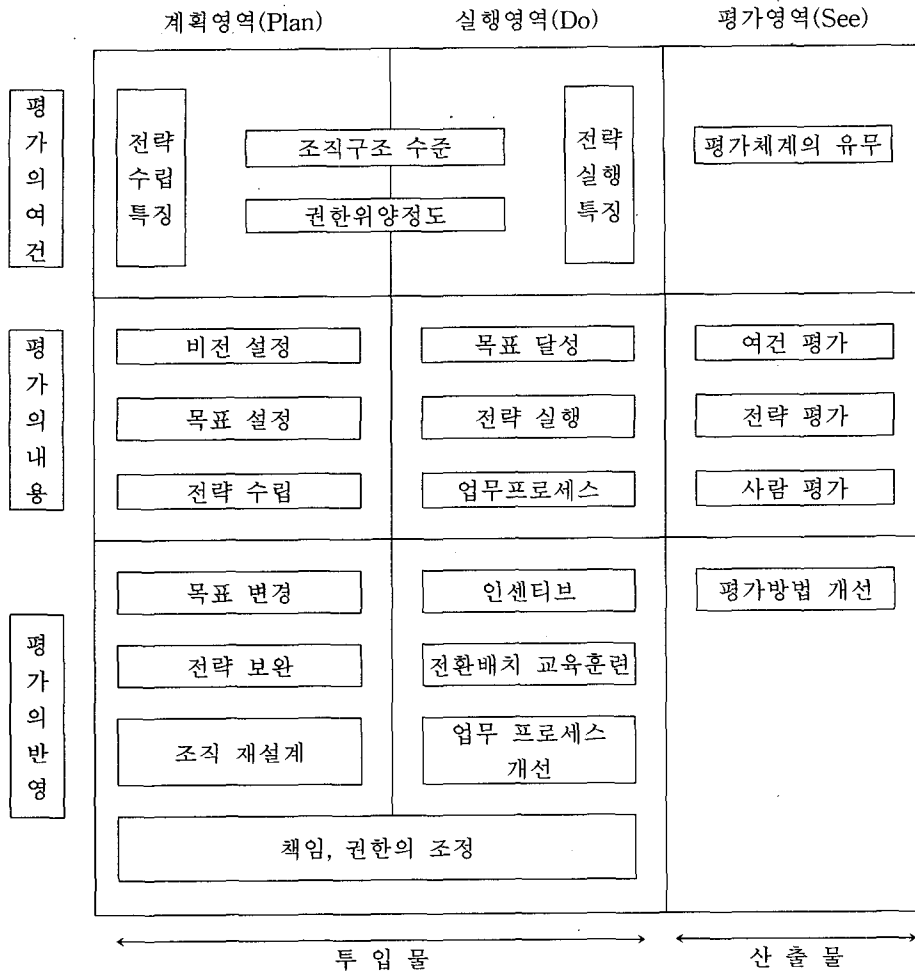 계획영역(Plan) 실행영역(Do) 평가영역(See)
평가의여건
전략수립특징
조직구조 수준
권한위양정도
전략실행특징
평가체계의 유무
평가의내용
비전 설정
목표 달성
여건 평가
목표 설정
전략 실행
전략 평가
전략 수립
업무프로세스
사람 평가
평가의반영
목표 변경
인센티브
평가방법 개선
전략 보완
전환배치 교육훈련
조직 재설계
업무 프로세스
개선
책임, 권한의 조정
투 입 물
산 출 물